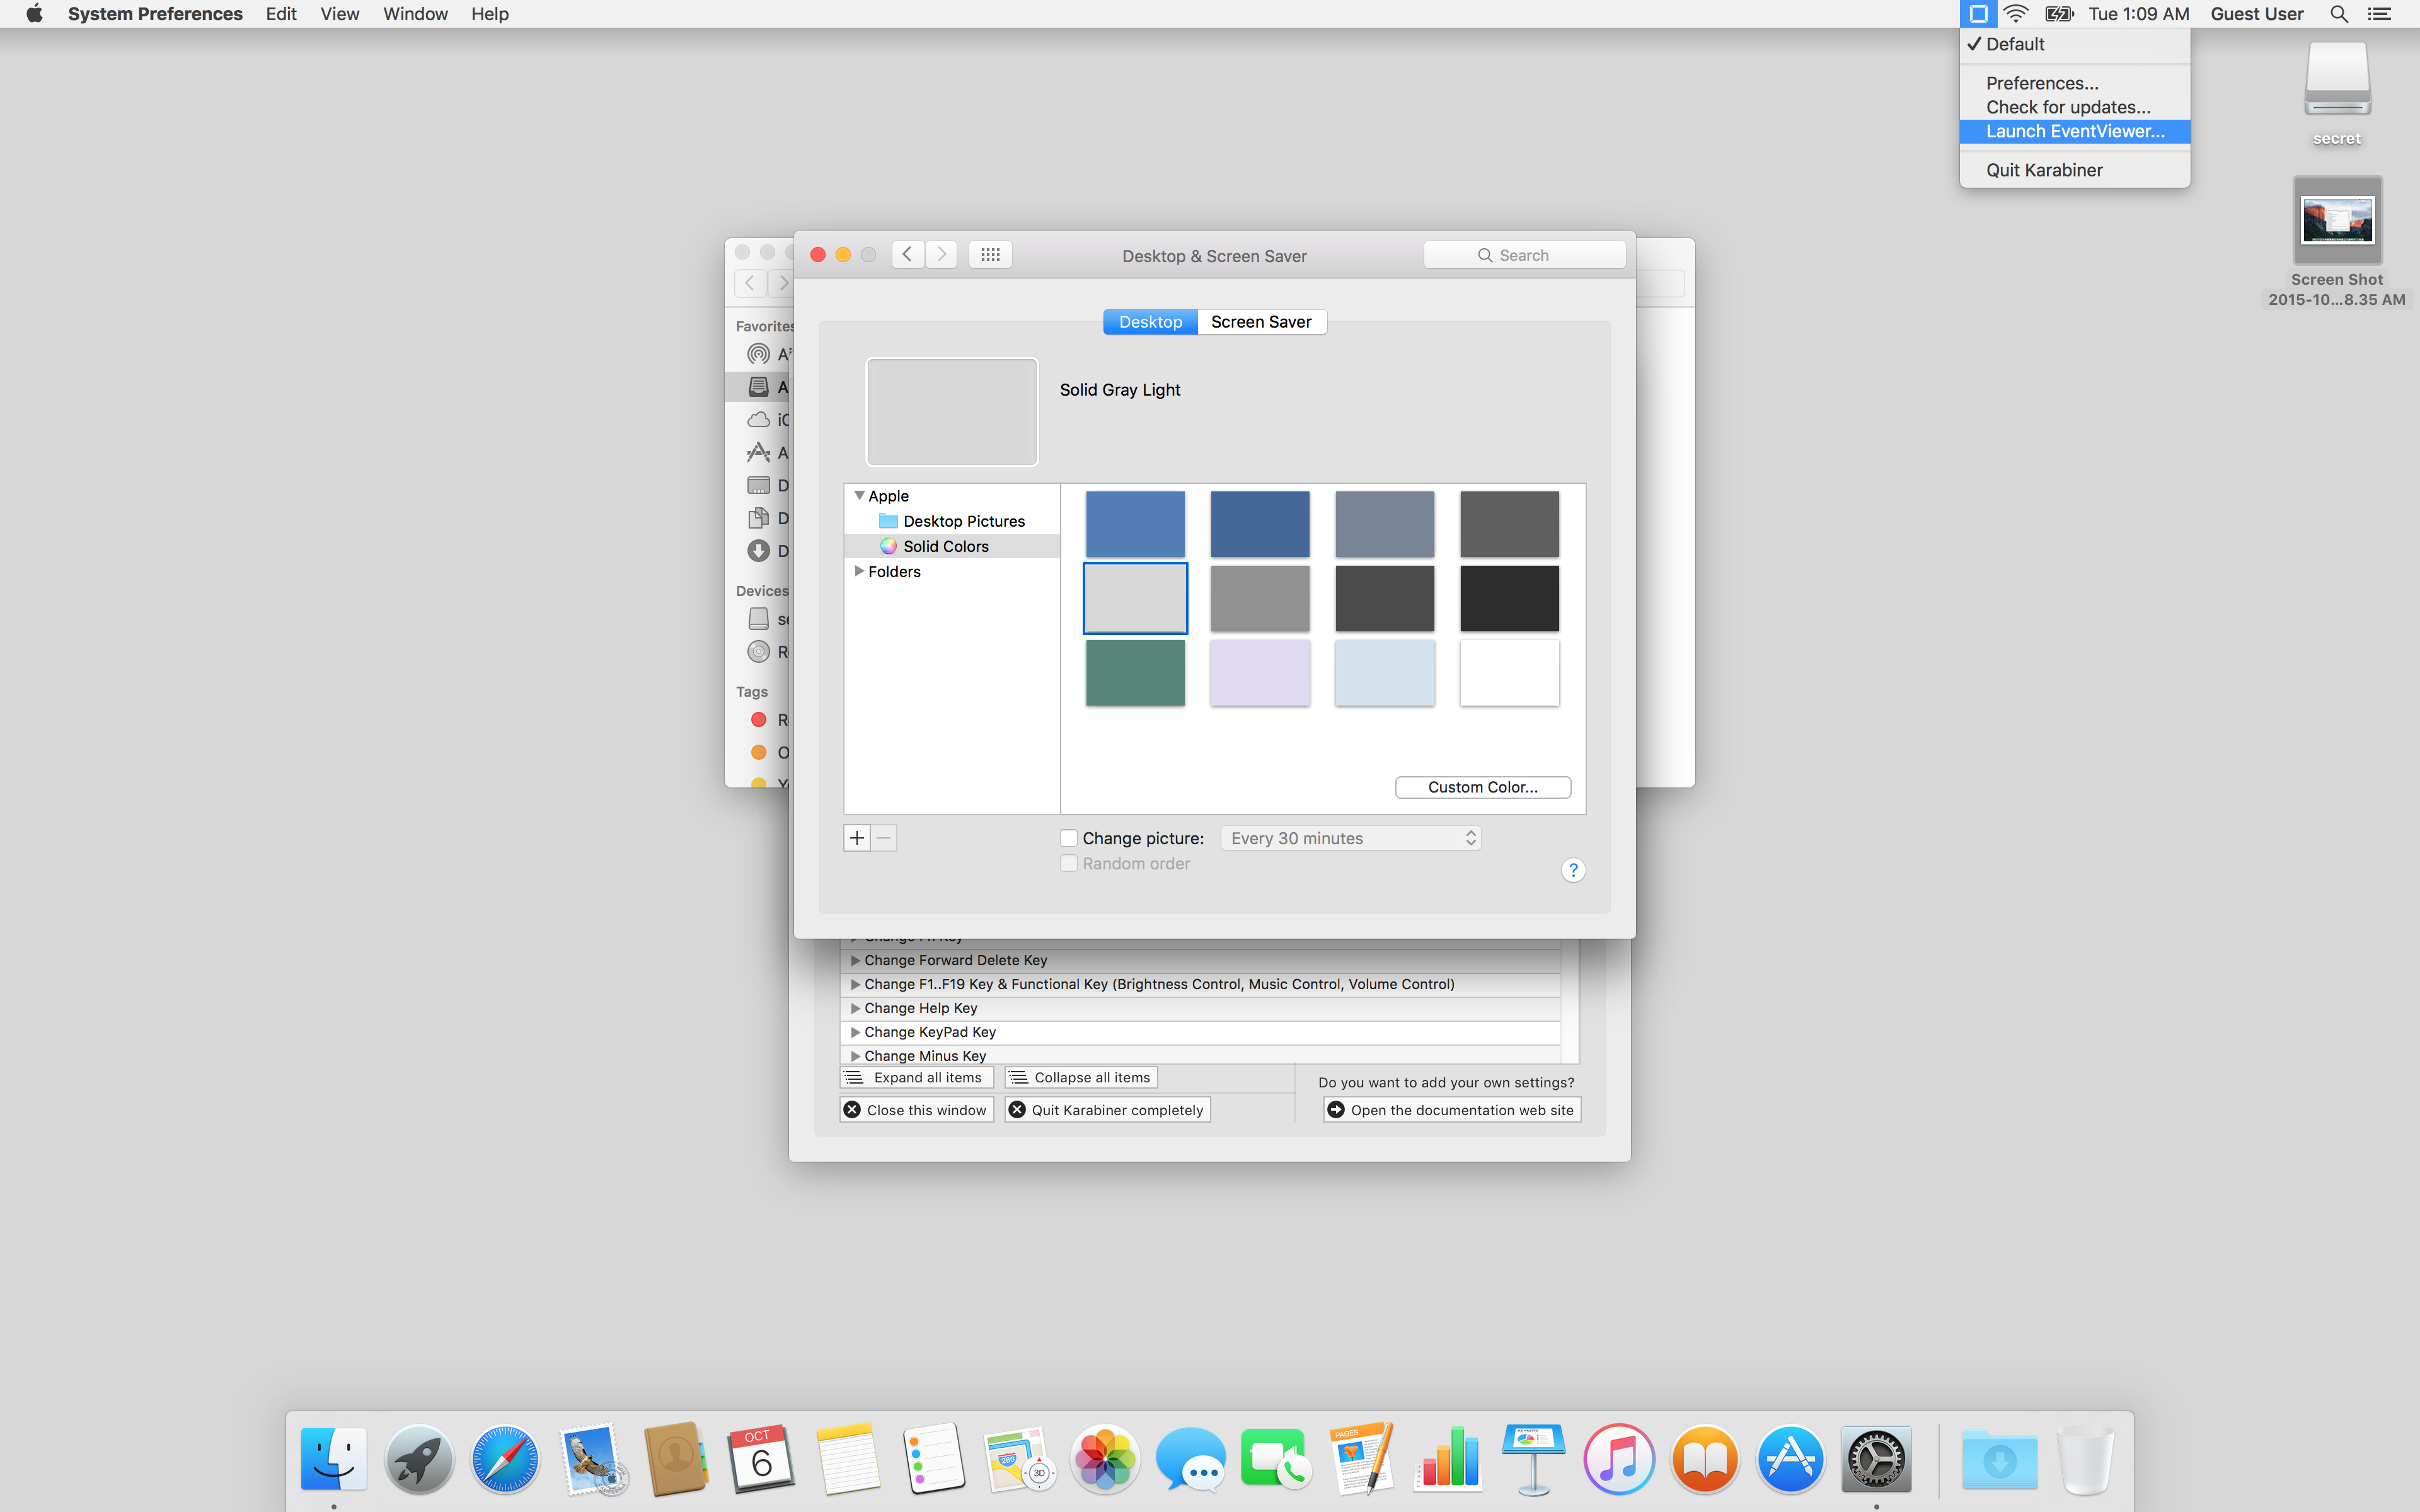 System Preferences Edit View Window Help Tue 1:09 AM Guest User
✓ Default
Preferences...
Check for updates...
Launch EventViewer...
Quit Karabiner
secret
Screen Shot
2015-10...8.35 AM
Desktop & Screen Saver
Search
Desktop Screen Saver
Solid Gray Light
Apple
Desktop Pictures
Solid Colors
Folders
Custom Color...
+ −
Change picture: Every 30 minutes
Random order
?
Favorites
Devices
Tags
Change Forward Delete Key
Change F1..F19 Key & Functional Key (Brightness Control, Music Control, Volume Control)
Change Help Key
Change KeyPad Key
Change Minus Key
Expand all items
Collapse all items
Do you want to add your own settings?
Close this window
Quit Karabiner completely
Open the documentation web site
OCT
6
280
3D
PAGES